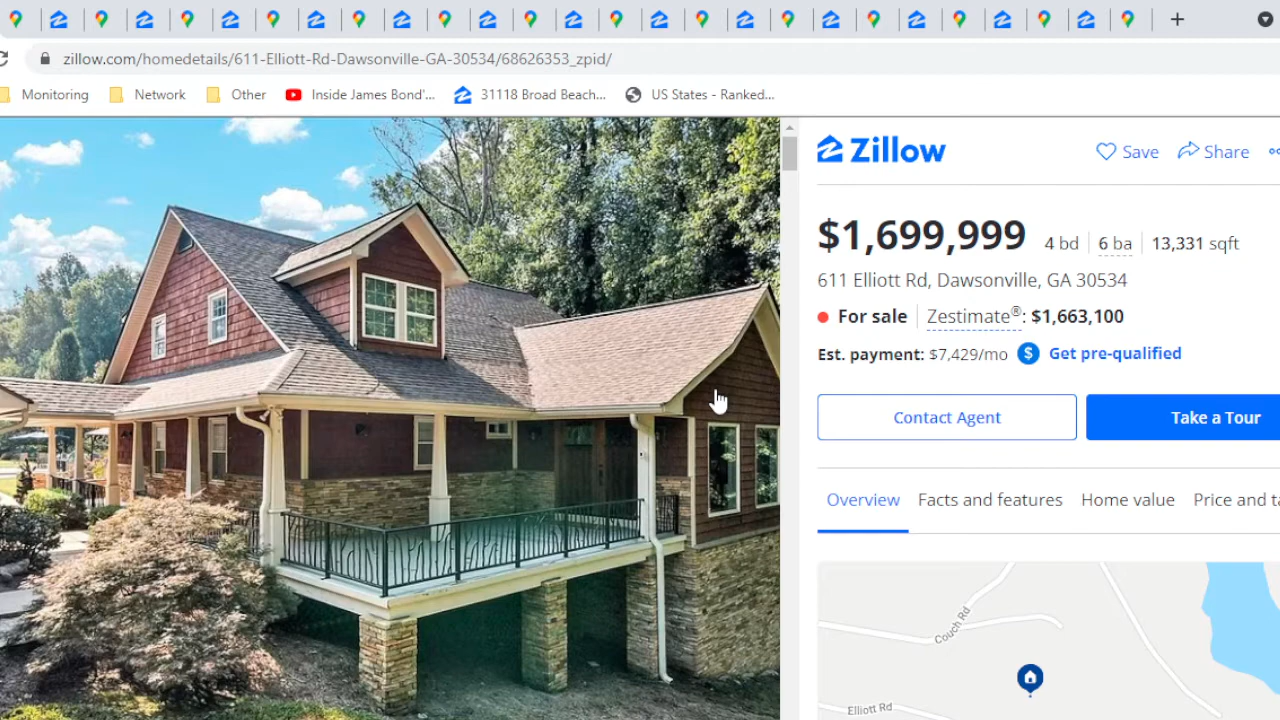 zillow.com/homedetails/611-Elliott-Rd-Dawsonville-GA-30534/68626353_zpid/
Monitoring Network Other Inside James Bond'... 31118 Broad Beach... US States - Ranked...
Zillow Save Share
$1,699,999 4 bd 6 ba 13,331 sqft
611 Elliott Rd, Dawsonville, GA 30534
For sale Zestimate®: $1,663,100
Est. payment: $7,429/mo $ Get pre-qualified
Contact Agent Take a Tour
Overview Facts and features Home value Price and ta
Couch Rd
Elliott Rd